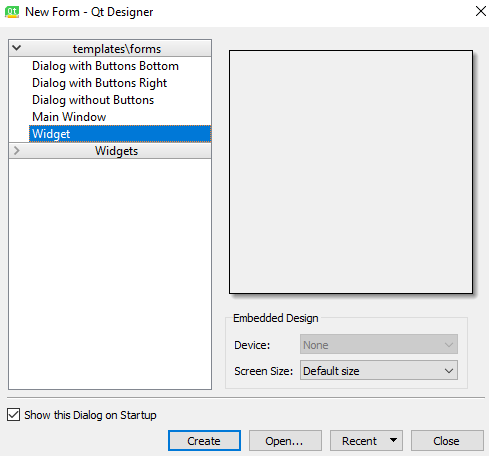 New Form - Qt Designer
templates\forms
Dialog with Buttons Bottom
Dialog with Buttons Right
Dialog without Buttons
Main Window
Widget
Widgets
Embedded Design
Device: None
Screen Size: Default size
Show this Dialog on Startup
Create Open... Recent Close